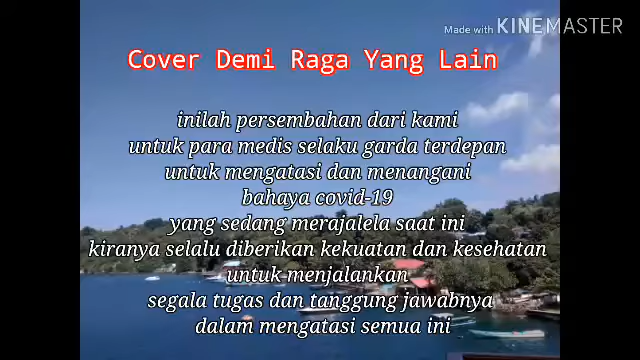 Made with KINEMASTER
Cover Demi Raga Yang Lain
inilah persembahan dari kami
untuk para medis selaku garda terdepan
untuk mengatasi dan menangani
bahaya covid-19
yang sedang merajalela saat ini
kiranya selalu diberikan kekuatan dan kesehatan
untuk menjalankan
segala tugas dan tanggung jawabnya
dalam mengatasi semua ini